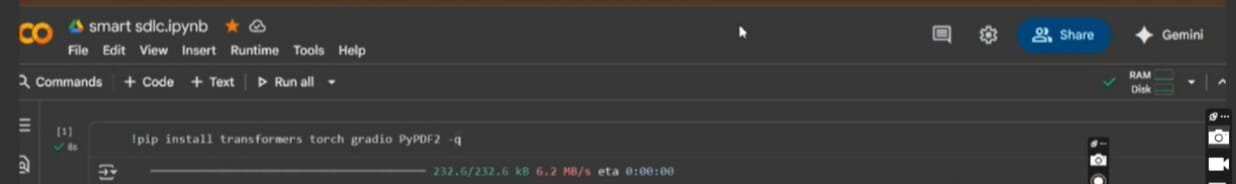 CO smart sdlc.ipynb
File Edit View Insert Runtime Tools Help
Share
Gemini
Commands + Code + Text Run all
RAM
Disk
[1]
8s
!pip install transformers torch gradio PyPDF2 -q
232.6/232.6 kB 6.2 MB/s eta 0:00:00